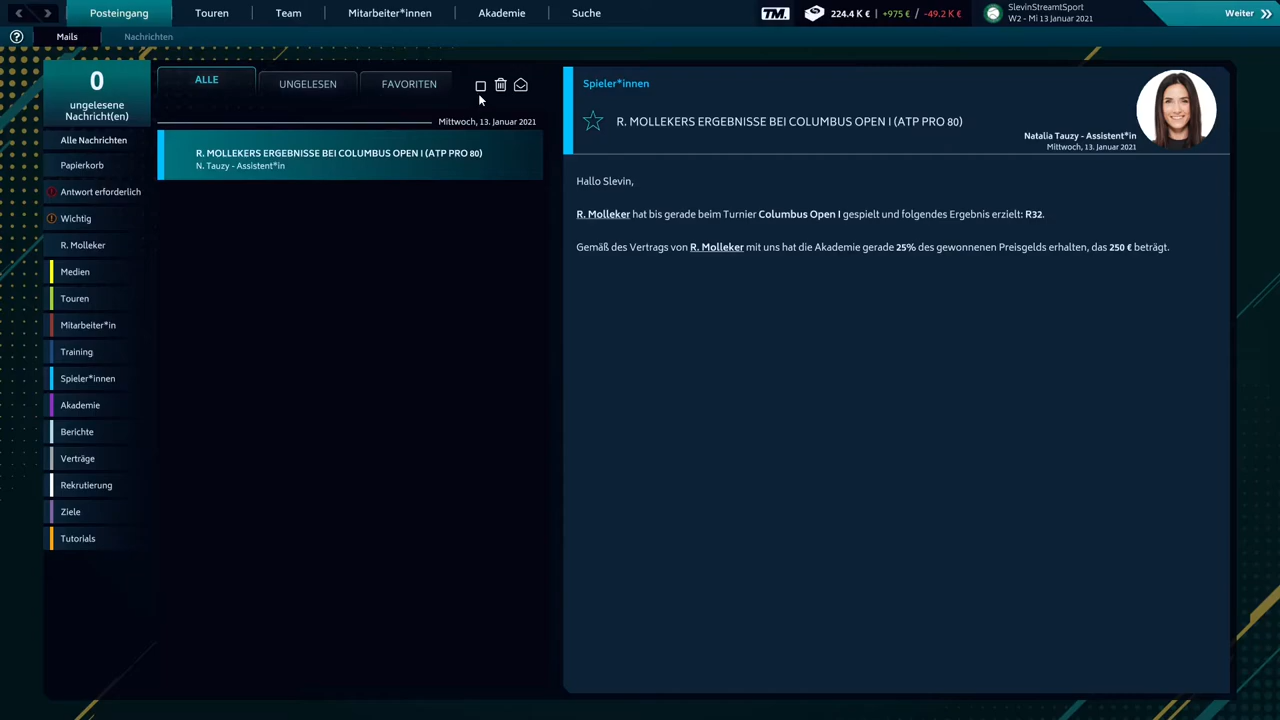 Posteingang
Touren
Team
Mitarbeiter*innen
Akademie
Suche
TM.
224.4 K € | +975 € / -49.2 K €
SlevinStreamtSport
W2 - Mi 13 Januar 2021
Weiter
Mails
Nachrichten
0
ungelesene
Nachricht(en)
Alle Nachrichten
Papierkorb
Antwort erforderlich
Wichtig
R. Molleker
Medien
Touren
Mitarbeiter*in
Training
Spieler*innen
Akademie
Berichte
Verträge
Rekrutierung
Ziele
Tutorials
ALLE
UNGELESEN
FAVORITEN
Mittwoch, 13. Januar 2021
R. MOLLEKERS ERGEBNISSE BEI COLUMBUS OPEN I (ATP PRO 80)
N. Tauzy - Assistent*in
Spieler*innen
R. MOLLEKERS ERGEBNISSE BEI COLUMBUS OPEN I (ATP PRO 80)
Natalia Tauzy - Assistent*in
Mittwoch, 13. Januar 2021
Hallo Slevin,
R. Molleker hat bis gerade beim Turnier Columbus Open I gespielt und folgendes Ergebnis erzielt: R32.
Gemäß des Vertrags von R. Molleker mit uns hat die Akademie gerade 25% des gewonnenen Preisgelds erhalten, das 250 € beträgt.